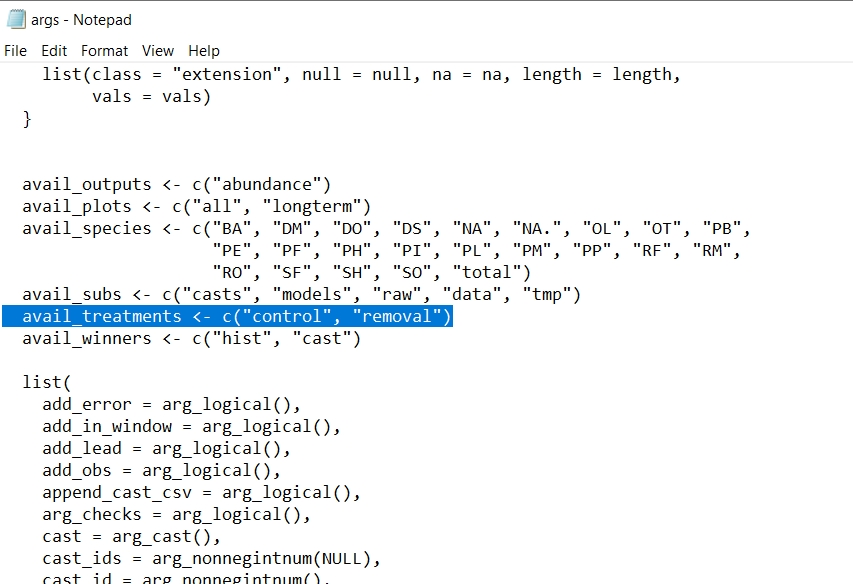 args - Notepad
File Edit Format View Help
list(class = "extension", null = null, na = na, length = length,
vals = vals)
}
avail_outputs <- c("abundance")
avail_plots <- c("all", "longterm")
avail_species <- c("BA", "DM", "DO", "DS", "NA", "NA.", "OL", "OT", "PB",
"PE", "PF", "PH", "PI", "PL", "PM", "PP", "RF", "RM",
"RO", "SF", "SH", "SO", "total")
avail_subs <- c("casts", "models", "raw", "data", "tmp")
avail_treatments <- c("control", "removal")
avail_winners <- c("hist", "cast")
list(
add_error = arg_logical(),
add_in_window = arg_logical(),
add_lead = arg_logical(),
add_obs = arg_logical(),
append_cast_csv = arg_logical(),
arg_checks = arg_logical(),
cast = arg_cast(),
cast_ids = arg_nonnegintnum(NULL),
cast_id = arg_nonnegintnum(),